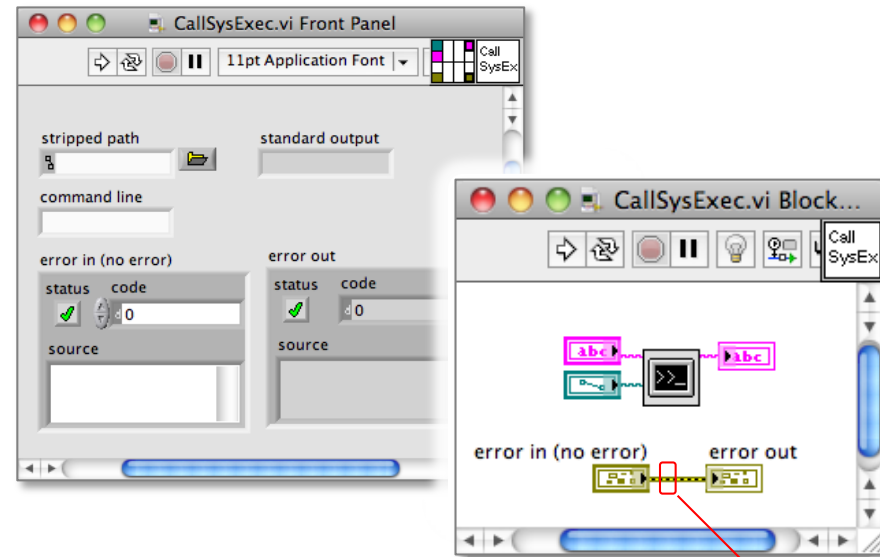 CallSysExec.vi Front Panel
11pt Application Font
Call
SysEx
stripped path
standard output
command line
error in (no error)
error out
status code
0
status code
0
source
source
CallSysExec.vi Block...
Call
SysEx
abc
abc
>>_
error in (no error)
error out